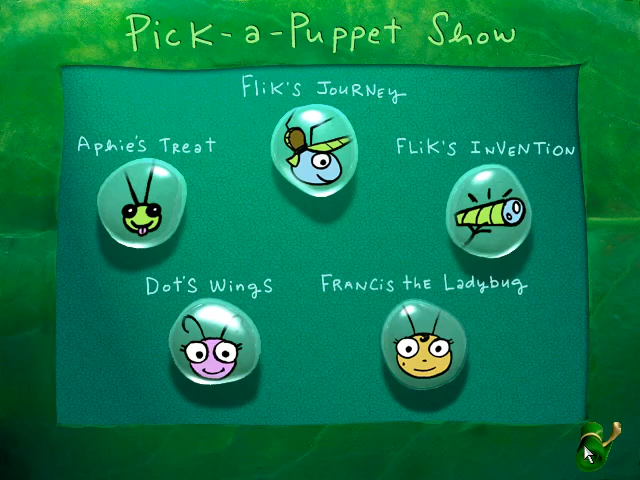 Pick-a-Puppet Show
Flik's Journey
Aphie's Treat
Flik's Invention
Dot's Wings
Francis the Ladybug